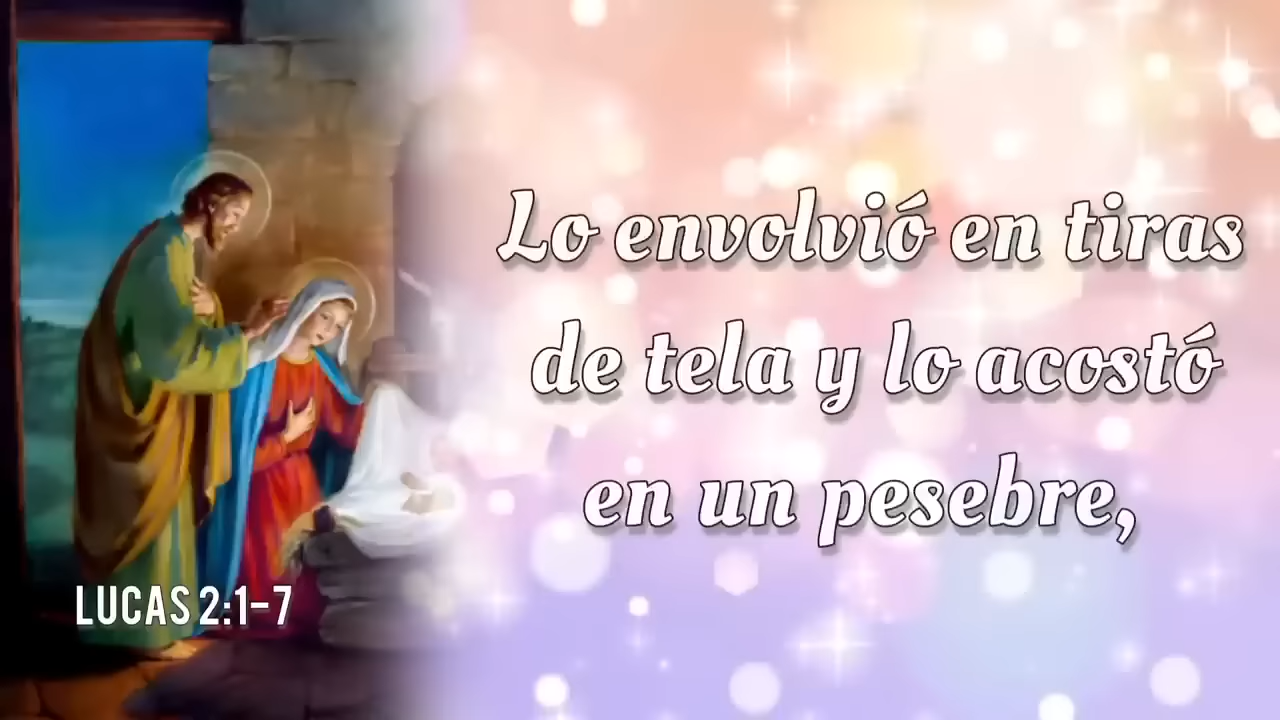 Lo envolvió en tiras
de tela y lo acostó
en un pesebre,
LUCAS 2:1-7